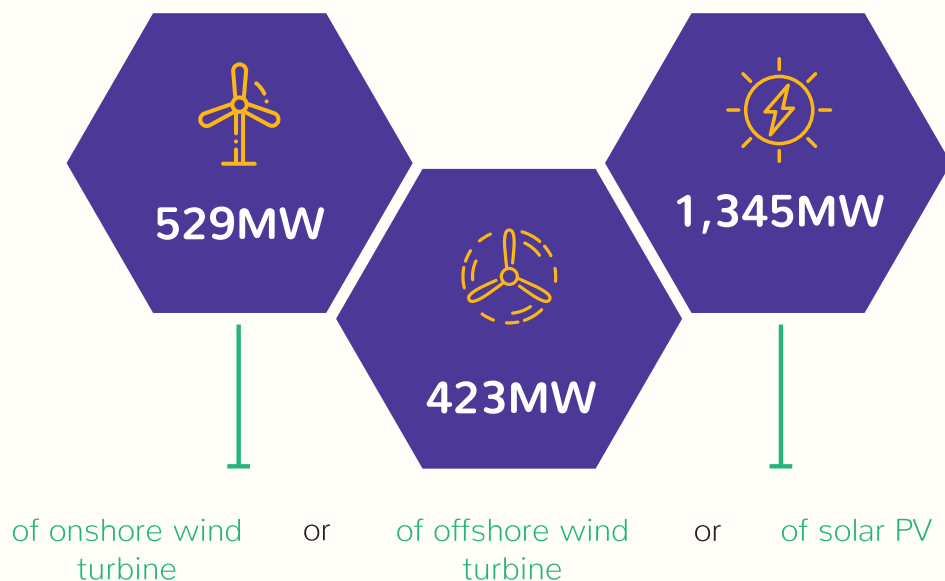 529MW
423MW
1,345MW
of onshore wind
turbine
or
of offshore wind
turbine
or
of solar PV